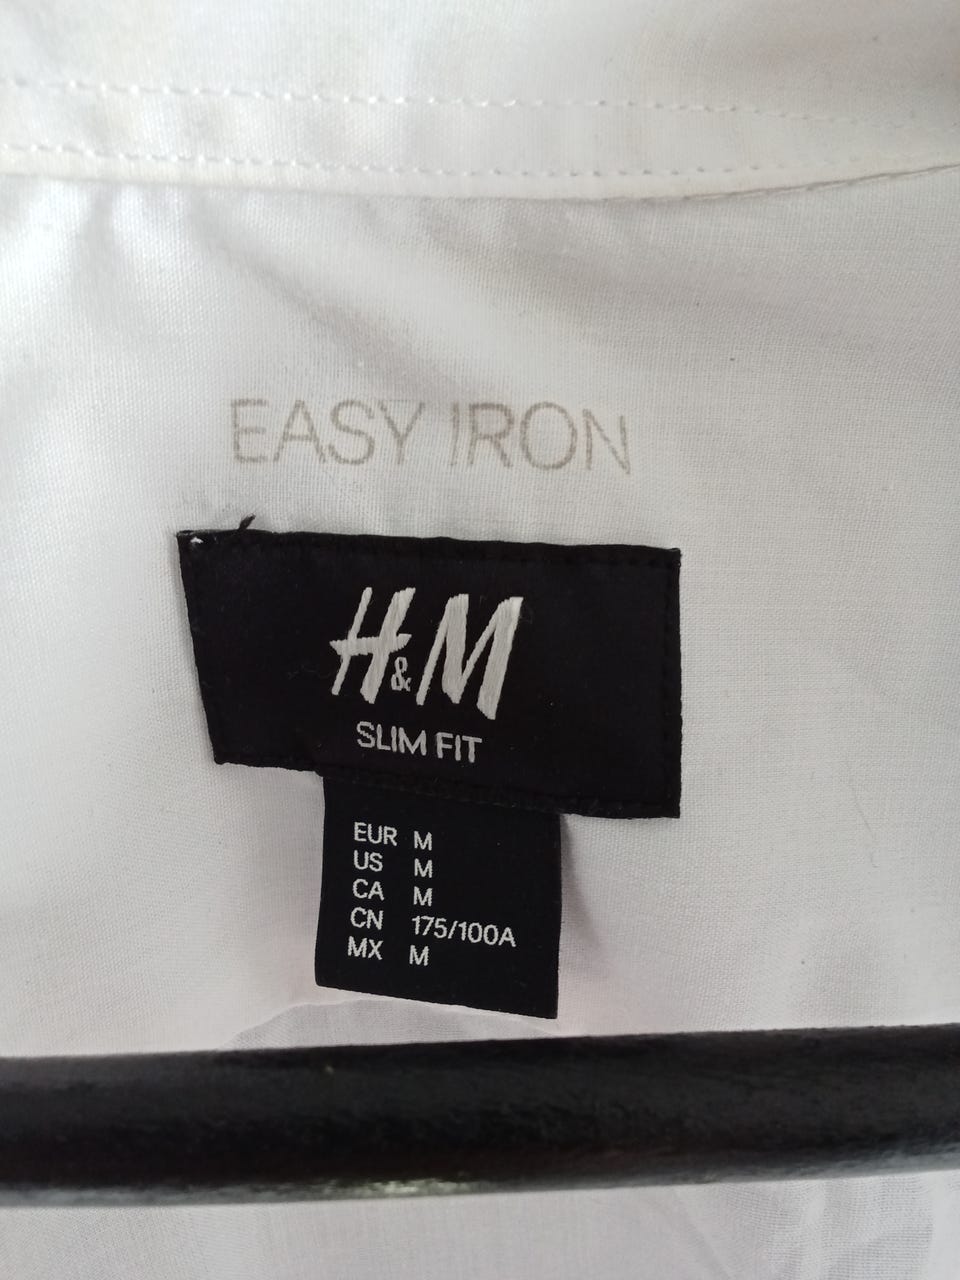 EASY IRON
H&M
SLIM FIT
EUR M
US M
CA M
CN 175/100A
MX M